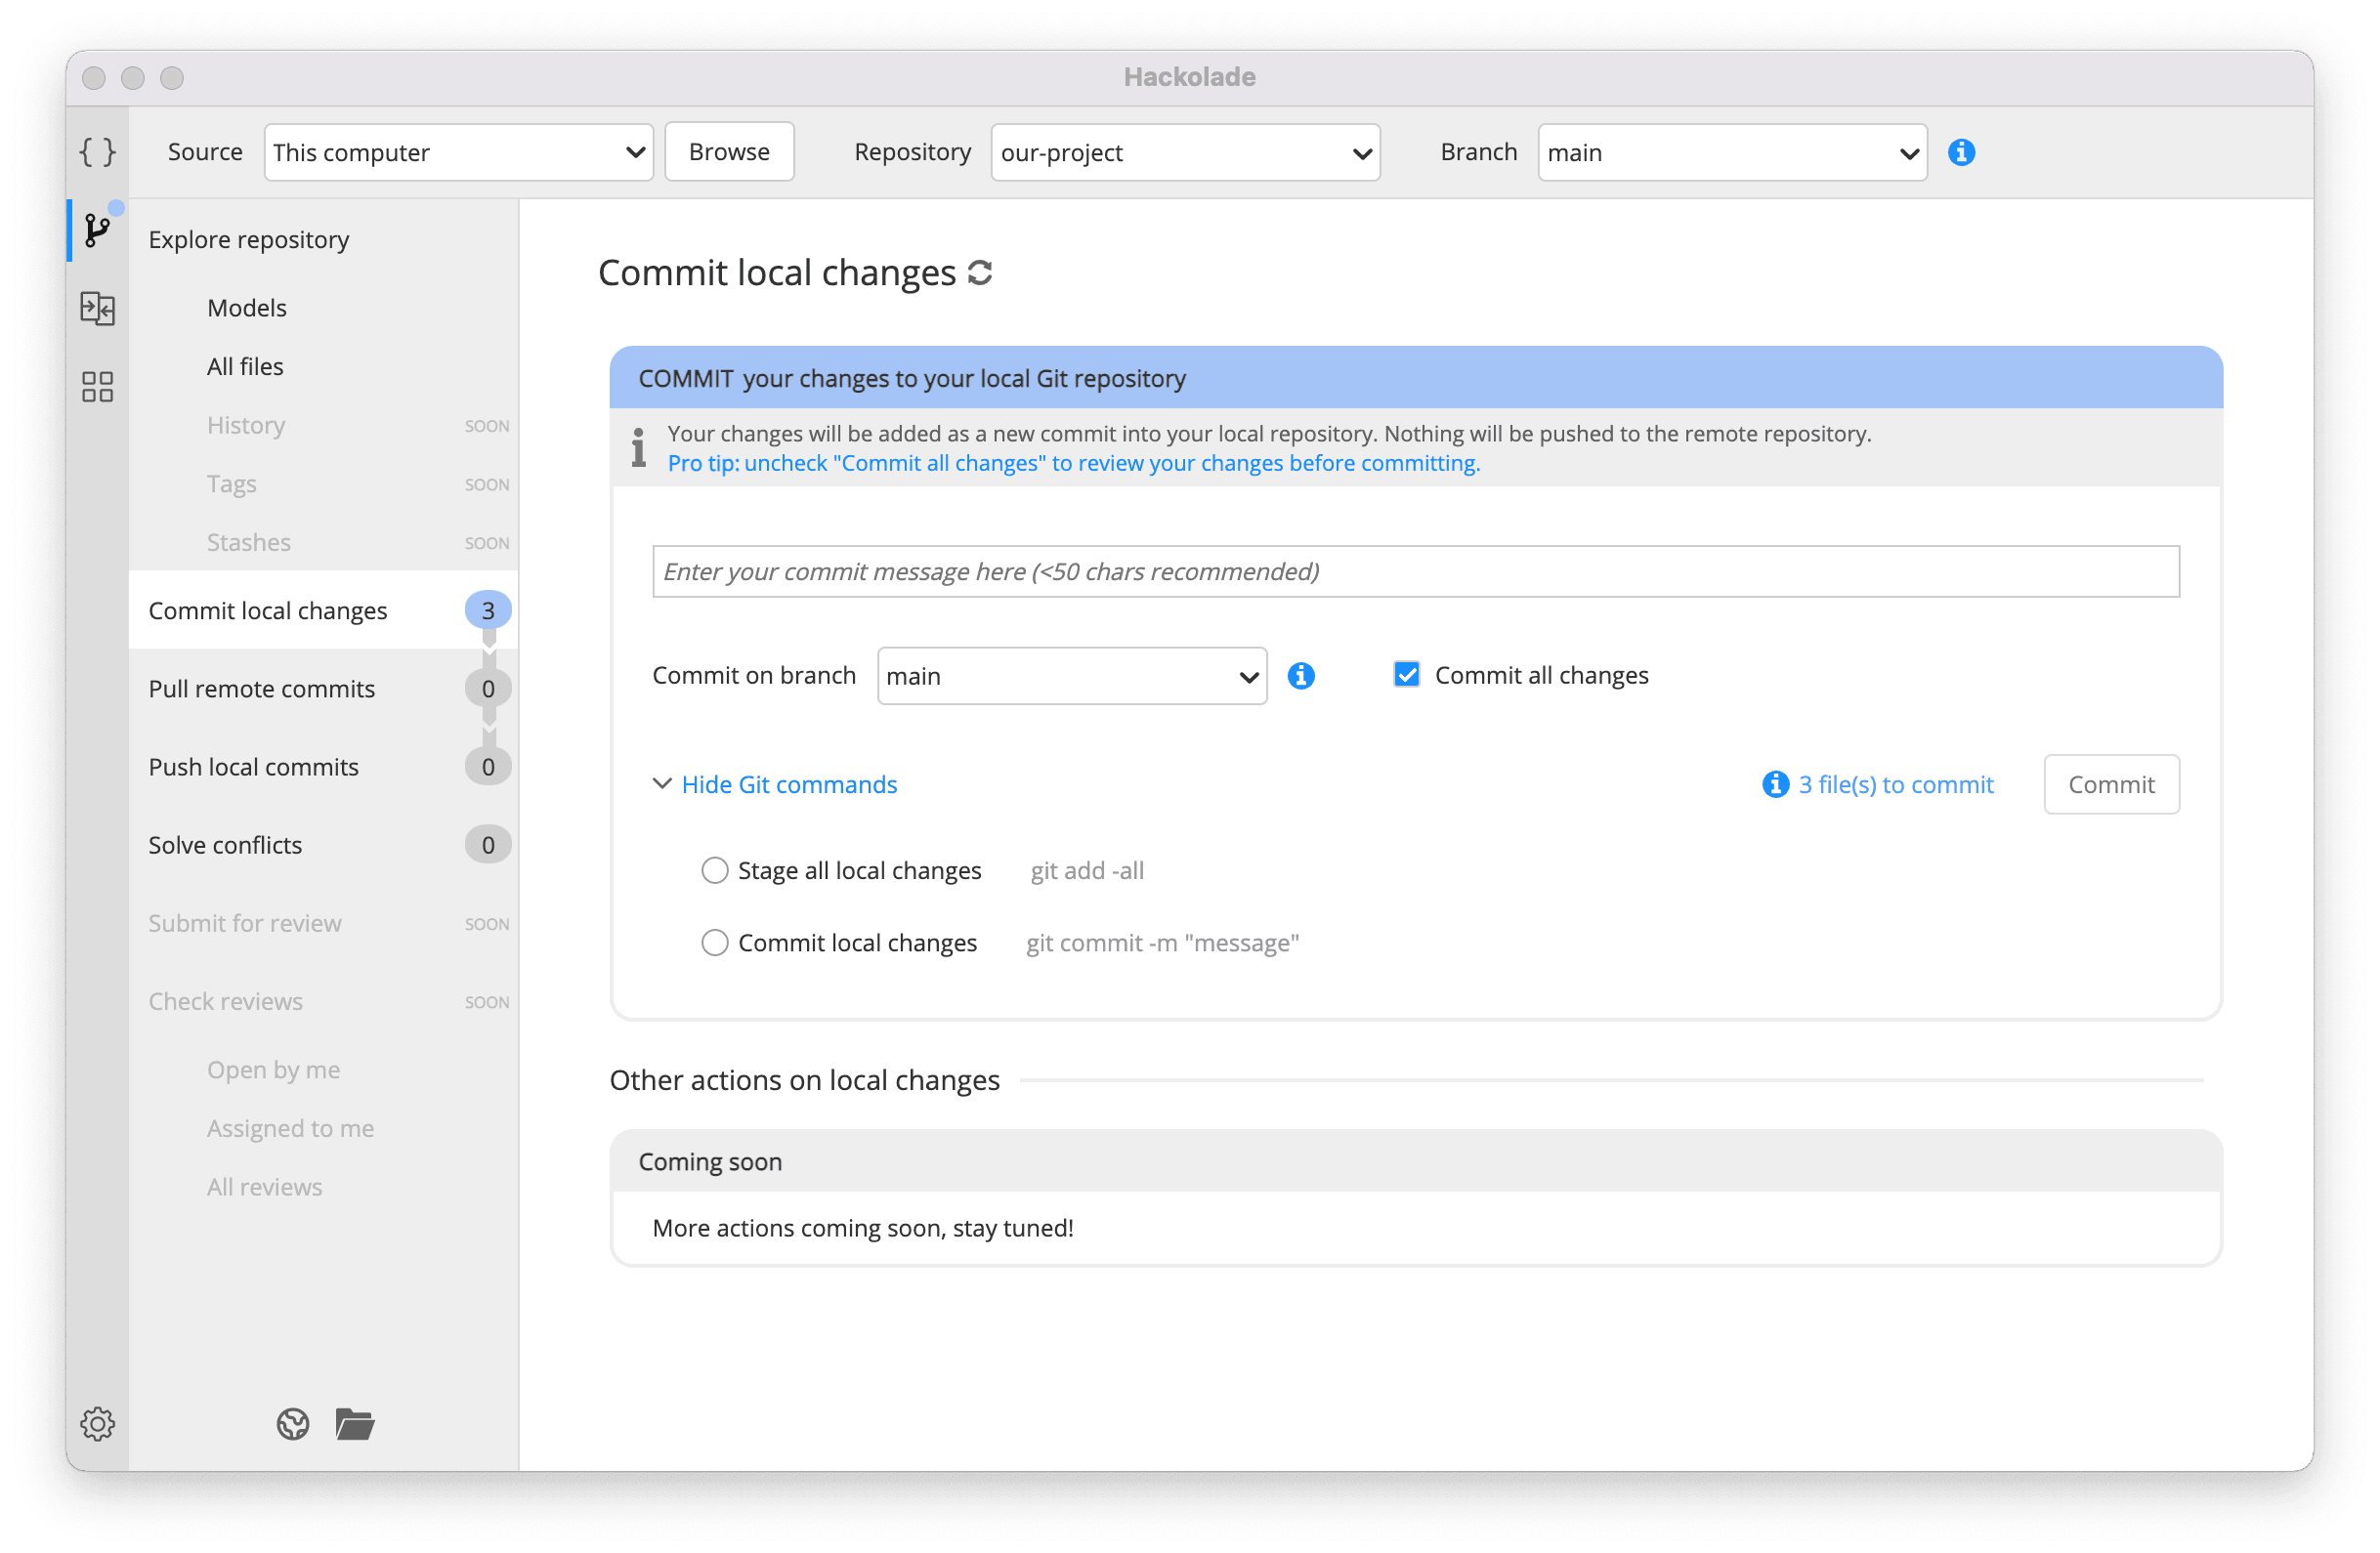 Hackolade
{ } Source This computer Browse Repository our-project Branch main
Explore repository
Models
All files
History SOON
Tags SOON
Stashes SOON
Commit local changes 3
Pull remote commits 0
Push local commits 0
Solve conflicts 0
Submit for review SOON
Check reviews SOON
Open by me
Assigned to me
All reviews
Commit local changes
COMMIT your changes to your local Git repository
Your changes will be added as a new commit into your local repository. Nothing will be pushed to the remote repository.
Pro tip: uncheck "Commit all changes" to review your changes before committing.
Enter your commit message here (<50 chars recommended)
Commit on branch main Commit all changes
Hide Git commands 3 file(s) to commit Commit
Stage all local changes git add -all
Commit local changes git commit -m "message"
Other actions on local changes
Coming soon
More actions coming soon, stay tuned!